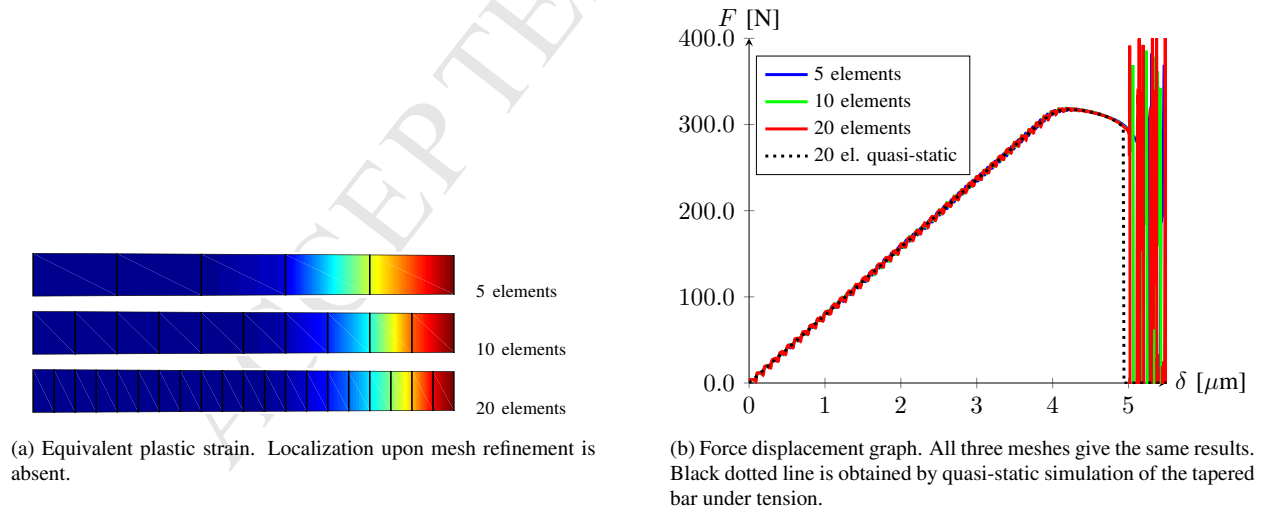 ACCEPTE
5 elements
10 elements
20 elements
(a) Equivalent plastic strain. Localization upon mesh refinement is
absent.
F [N]
400.0
300.0
200.0
100.0
0.0
5 elements
10 elements
20 elements
20 el. quasi-static
0 1 2 3 4 5
δ [μm]
(b) Force displacement graph. All three meshes give the same results.
Black dotted line is obtained by quasi-static simulation of the tapered
bar under tension.